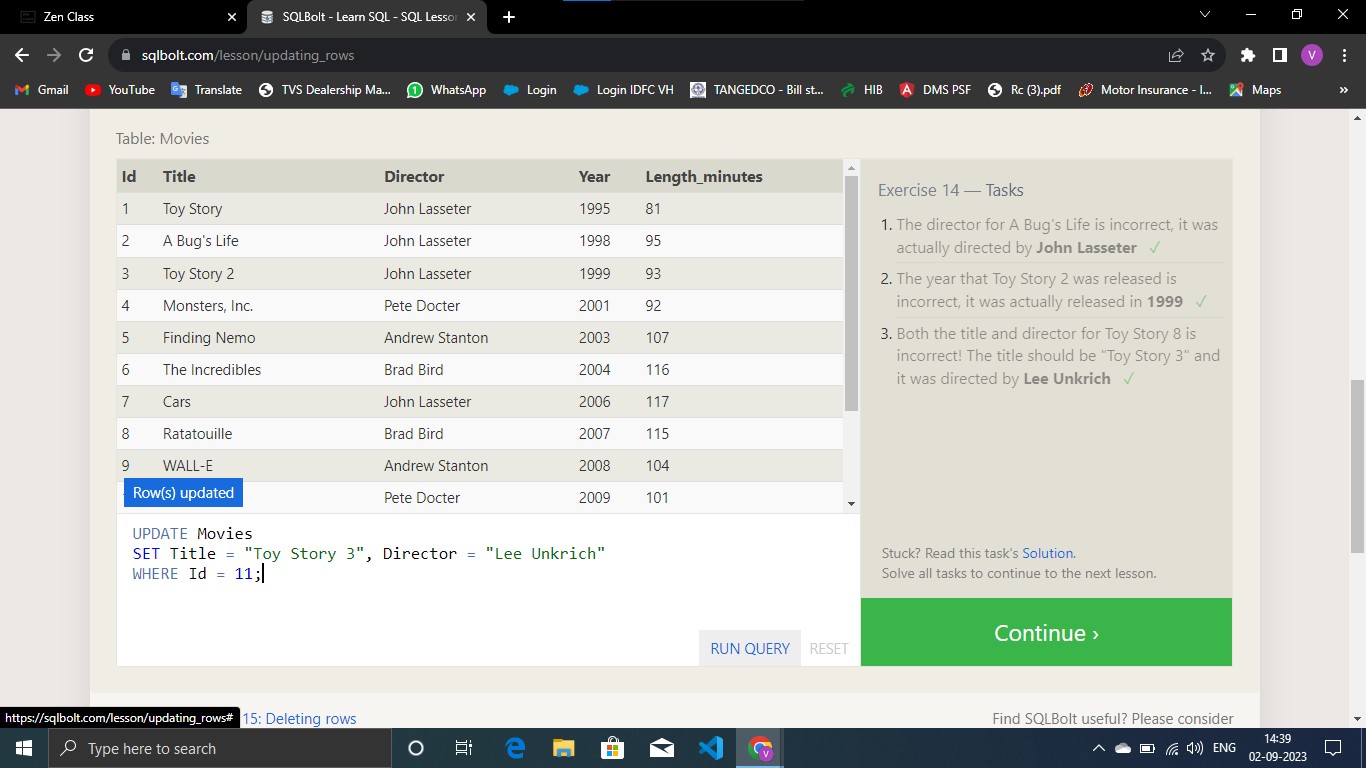 Zen Class
SQLBolt - Learn SQL - SQL Lesson
sqlbolt.com/lesson/updating_rows
V
Gmail YouTube Translate TVS Dealership Ma... WhatsApp Login Login IDFC VH TANGEDCO - Bill st... HIB DMS PSF Rc (3).pdf Motor Insurance - I... Maps »
Table: Movies
Id Title Director Year Length_minutes
1 Toy Story John Lasseter 1995 81
2 A Bug's Life John Lasseter 1998 95
3 Toy Story 2 John Lasseter 1999 93
4 Monsters, Inc. Pete Docter 2001 92
5 Finding Nemo Andrew Stanton 2003 107
6 The Incredibles Brad Bird 2004 116
7 Cars John Lasseter 2006 117
8 Ratatouille Brad Bird 2007 115
9 WALL-E Andrew Stanton 2008 104
Pete Docter 2009 101
Row(s) updated
UPDATE Movies
SET Title = "Toy Story 3", Director = "Lee Unkrich"
WHERE Id = 11;
RUN QUERY RESET
Exercise 14 — Tasks
1. The director for A Bug's Life is incorrect, it was
actually directed by John Lasseter ✓
2. The year that Toy Story 2 was released is
incorrect, it was actually released in 1999 ✓
3. Both the title and director for Toy Story 8 is
incorrect! The title should be "Toy Story 3" and
it was directed by Lee Unkrich ✓
Stuck? Read this task's Solution.
Solve all tasks to continue to the next lesson.
Continue ›
https://sqlbolt.com/lesson/updating_rows#
15: Deleting rows
Find SQLBolt useful? Please consider
Type here to search
V
ENG
14:39
02-09-2023